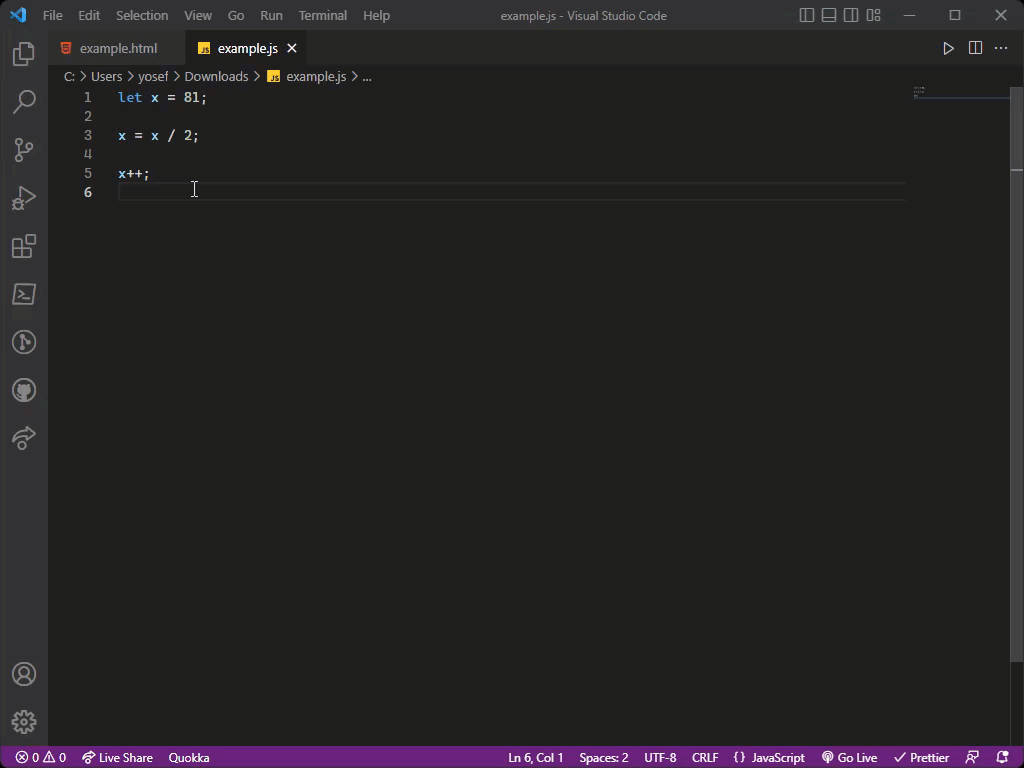 File Edit Selection View Go Run Terminal Help example.js - Visual Studio Code
example.html JS example.js
C: > Users > yosef > Downloads > JS example.js > ...
1 let x = 81;
2
3 x = x / 2;
4
5 x++;
6
0 0 Live Share Quokka Ln 6, Col 1 Spaces: 2 UTF-8 CRLF {} JavaScript Go Live Prettier